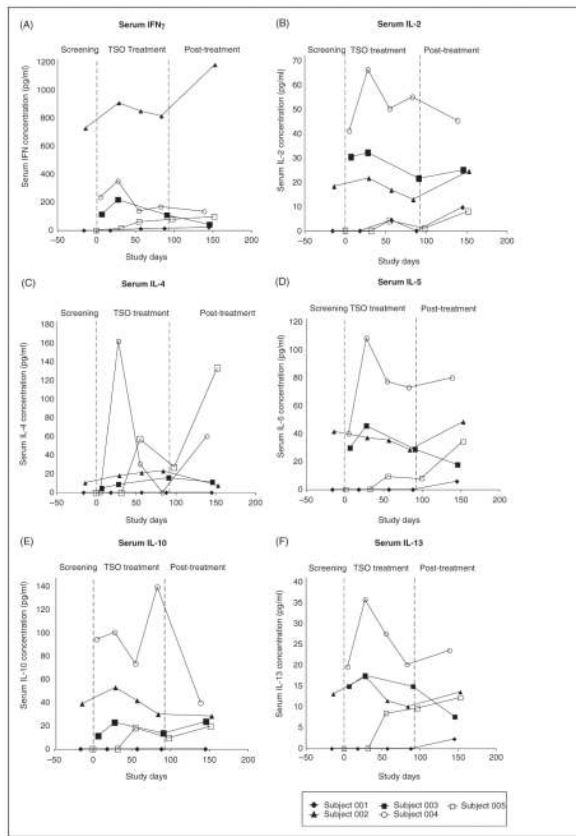 (A) Serum IFNγ
Screening TSO Treatment Post-treatment
Serum IFN concentration (pg/ml)
1200
1000
800
600
400
200
0
−50 0 50 100 150 200
Study days
(B) Serum IL-2
Screening TSO treatment Post-treatment
Serum IL-2 concentration (pg/ml)
70
60
50
40
30
20
10
0
−50 0 50 100 150 200
Study days
(C) Serum IL-4
Screening TSO treatment Post-treatment
Serum IL-4 concentration (pg/ml)
180
160
140
120
100
80
60
40
20
0
−50 0 50 100 150 200
Study days
(D) Serum IL-5
Screening TSO treatment Post-treatment
Serum IL-5 concentration (pg/ml)
120
100
80
60
40
20
0
−50 0 50 100 150 200
Study days
(E) Serum IL-10
Screening TSO treatment Post-treatment
Serum IL-10 concentration (pg/ml)
140
120
100
80
60
40
20
0
−50 0 50 100 150 200
Study days
(F) Serum IL-13
Screening TSO treatment Post-treatment
Serum IL-13 concentration (pg/ml)
40
35
30
25
20
15
10
5
0
−50 0 50 100 150 200
Study days
Subject 001 Subject 003 Subject 005
Subject 002 Subject 004